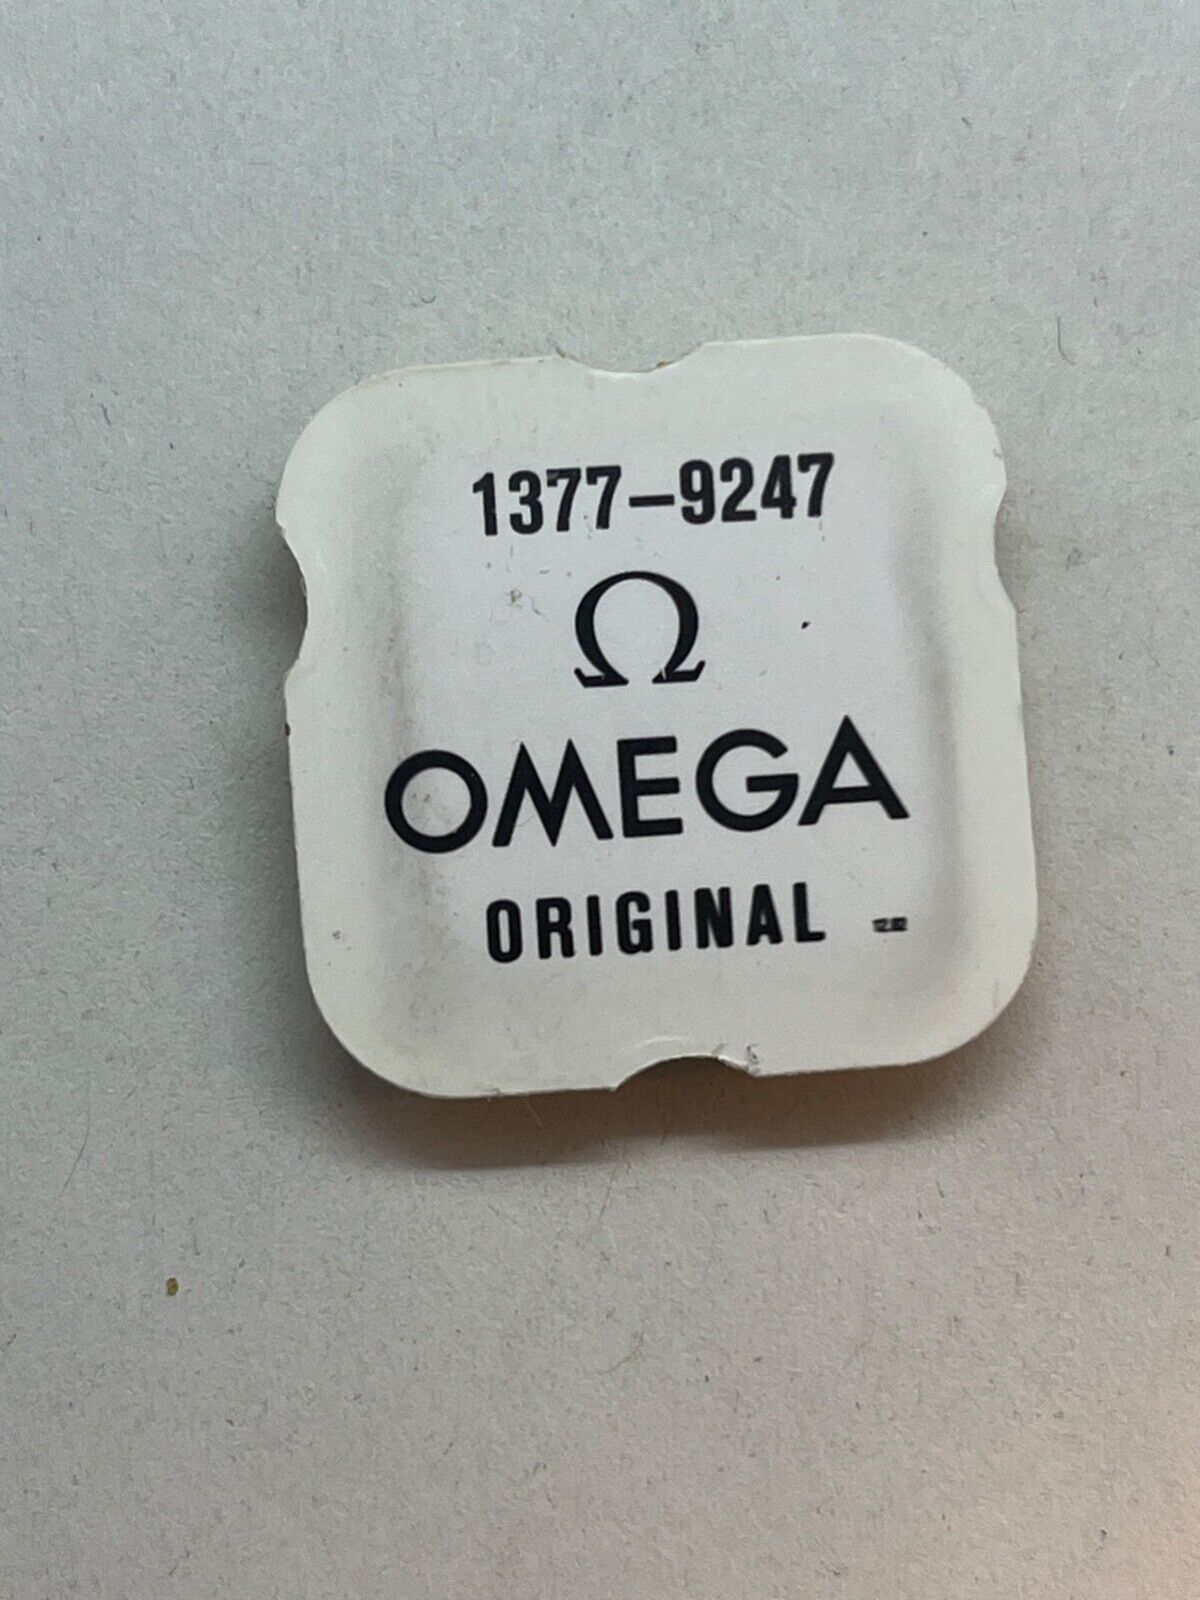 1377-9247
Ω
OMEGA
ORIGINAL